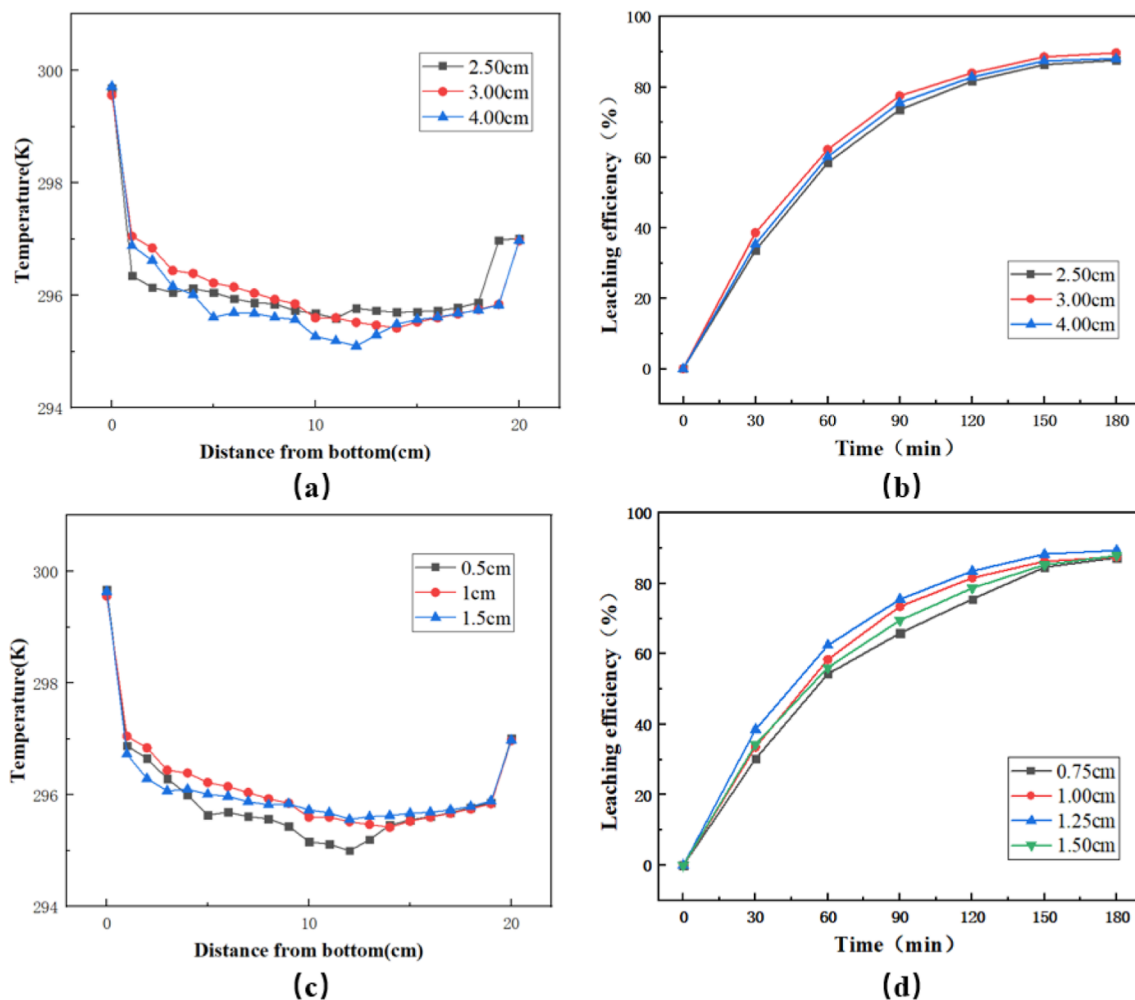 300
298
296
294
Temperature(K)
2.50cm
3.00cm
4.00cm
0
10
20
Distance from bottom(cm)
(a)
100
80
60
40
20
0
Leaching efficiency（%）
2.50cm
3.00cm
4.00cm
0 30 60 90 120 150 180
Time（min）
(b)
300
298
296
294
Temperature(K)
0.5cm
1cm
1.5cm
0
10
20
Distance from bottom(cm)
(c)
100
80
60
40
20
0
Leaching efficiency（%）
0.75cm
1.00cm
1.25cm
1.50cm
0 30 60 90 120 150 180
Time（min）
(d)